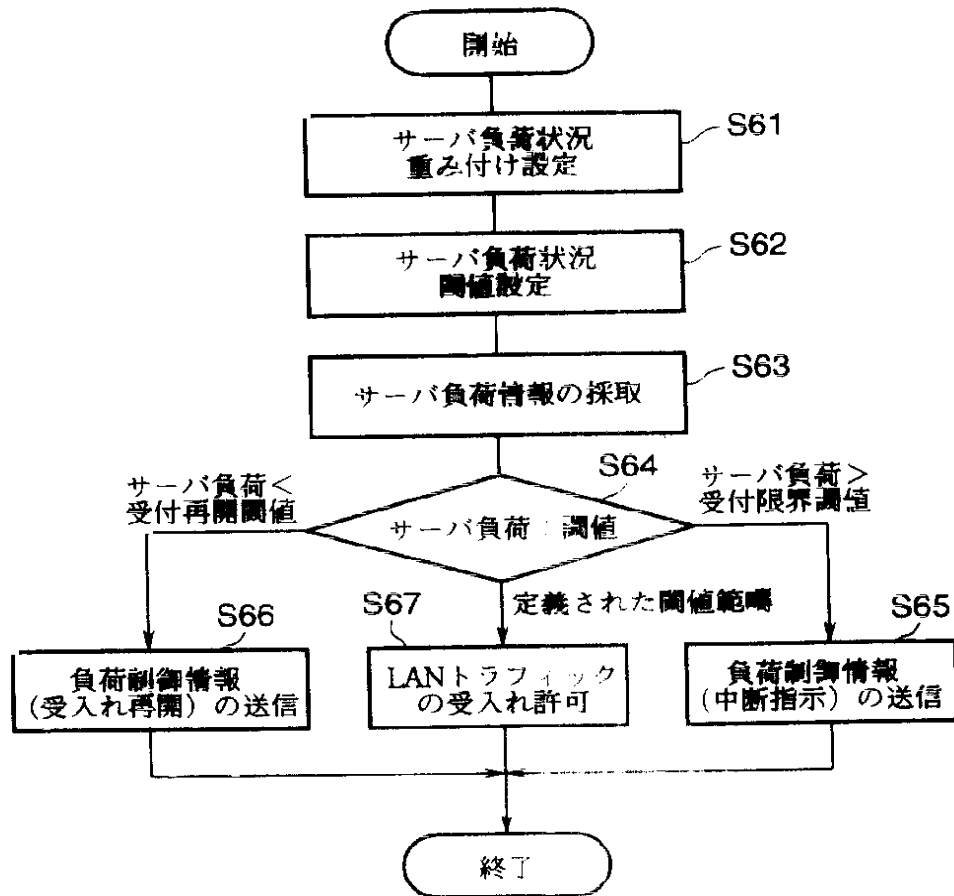 開始
サーバ負荷状況
重み付け設定
S61
サーバ負荷状況
閾値設定
S62
サーバ負荷情報の採取
S63
サーバ負荷:閾値
S64
サーバ負荷<
受付再開閾値
サーバ負荷>
受付限界閾値
定義された閾値範疇
負荷制御情報
(受入れ再開)の送信
S66
LANトラフィック
の受入れ許可
S67
負荷制御情報
(中断指示)の送信
S65
終了